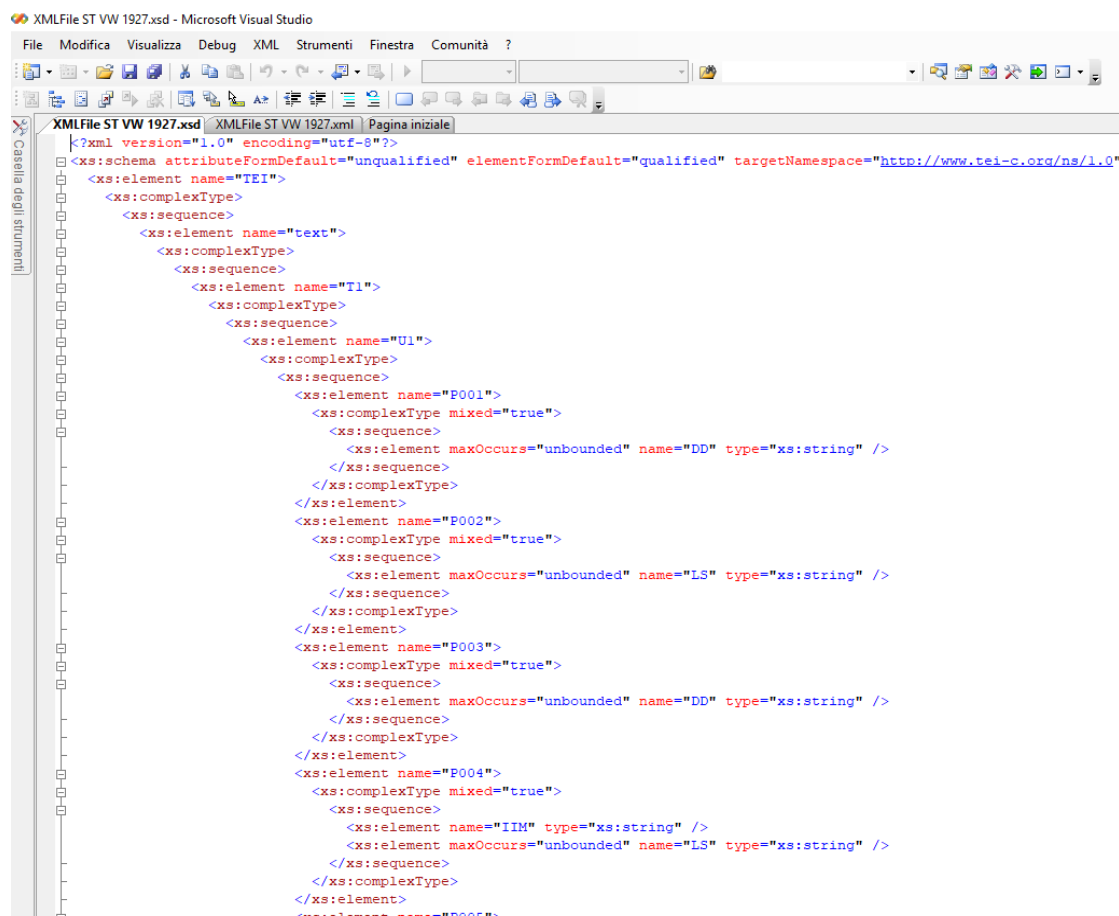 XMLFile ST VW 1927.xsd - Microsoft Visual Studio
File Modifica Visualizza Debug XML Strumenti Finestra Comunità ?
XMLFile ST VW 1927.xsd XMLFile ST VW 1927.xml Pagina iniziale
Casella degli strumenti
<?xml version="1.0" encoding="utf-8"?>
<xs:schema attributeFormDefault="unqualified" elementFormDefault="qualified" targetNamespace="http://www.tei-c.org/ns/1.0"
<xs:element name="TEI">
<xs:complexType>
<xs:sequence>
<xs:element name="text">
<xs:complexType>
<xs:sequence>
<xs:element name="T1">
<xs:complexType>
<xs:sequence>
<xs:element name="U1">
<xs:complexType>
<xs:sequence>
<xs:element name="P001">
<xs:complexType mixed="true">
<xs:sequence>
<xs:element maxOccurs="unbounded" name="DD" type="xs:string" />
</xs:sequence>
</xs:complexType>
</xs:element>
<xs:element name="P002">
<xs:complexType mixed="true">
<xs:sequence>
<xs:element maxOccurs="unbounded" name="LS" type="xs:string" />
</xs:sequence>
</xs:complexType>
</xs:element>
<xs:element name="P003">
<xs:complexType mixed="true">
<xs:sequence>
<xs:element maxOccurs="unbounded" name="DD" type="xs:string" />
</xs:sequence>
</xs:complexType>
</xs:element>
<xs:element name="P004">
<xs:complexType mixed="true">
<xs:sequence>
<xs:element name="IIM" type="xs:string" />
<xs:element maxOccurs="unbounded" name="LS" type="xs:string" />
</xs:sequence>
</xs:complexType>
</xs:element>
<xs:element name="P005">